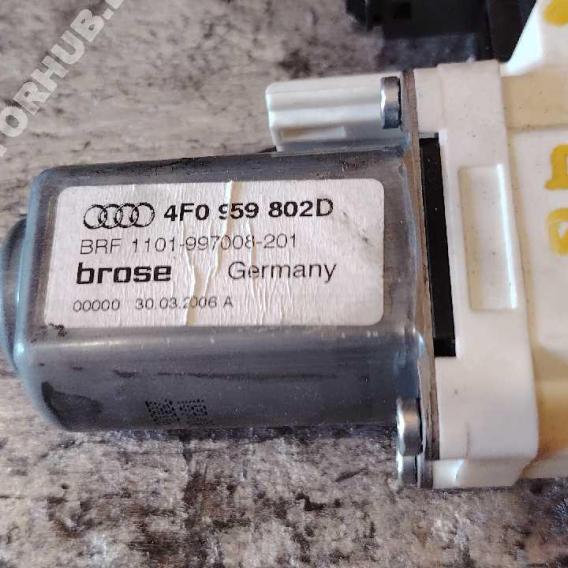 4F0 959 802D
BRF 1101-997008-201
brose Germany
00000 30.03.2006 A